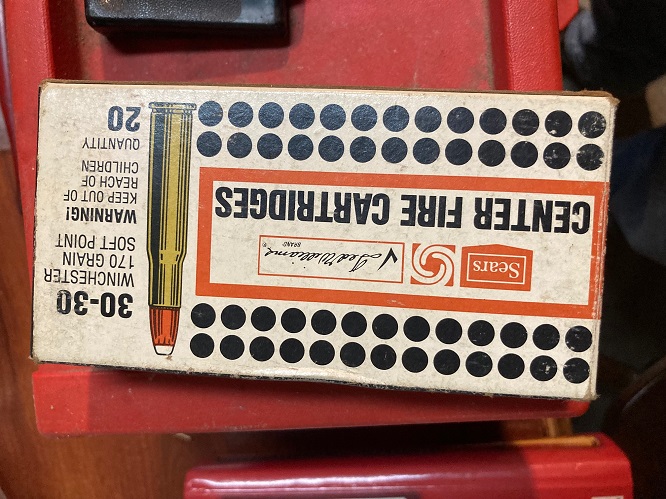 30-30
WINCHESTER
170 GRAIN
SOFT POINT
WARNING!
KEEP OUT OF
REACH OF
CHILDREN
QUANTITY
20
Sears
Ted Williams
BRAND ®
CENTER FIRE CARTRIDGES